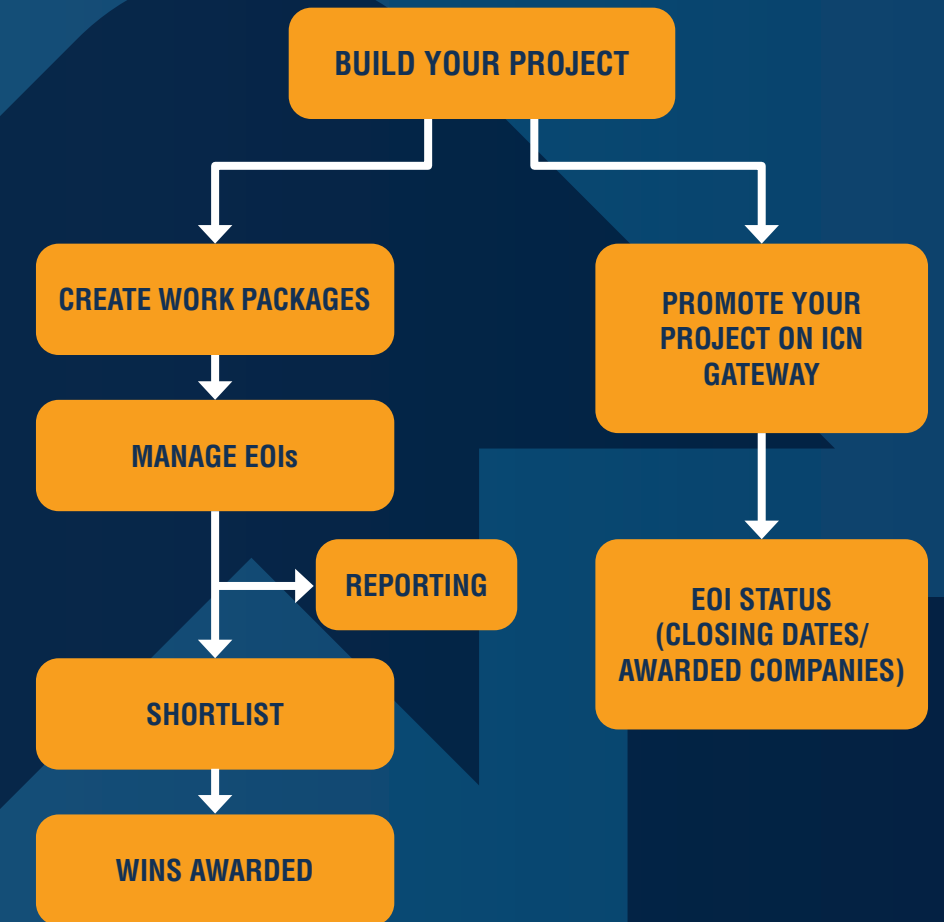 BUILD YOUR PROJECT
CREATE WORK PACKAGES
PROMOTE YOUR
PROJECT ON ICN
GATEWAY
MANAGE EOIs
REPORTING
EOI STATUS
(CLOSING DATES/
AWARDED COMPANIES)
SHORTLIST
WINS AWARDED